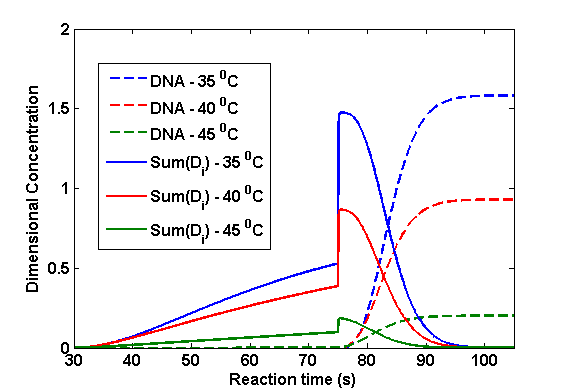 2
1.5
1
0.5
0
30 40 50 60 70 80 90 100
Dimensional Concentration
Reaction time (s)
DNA - 35 ⁰C
DNA - 40 ⁰C
DNA - 45 ⁰C
Sum(Dᵢ) - 35 ⁰C
Sum(Dᵢ) - 40 ⁰C
Sum(Dᵢ) - 45 ⁰C